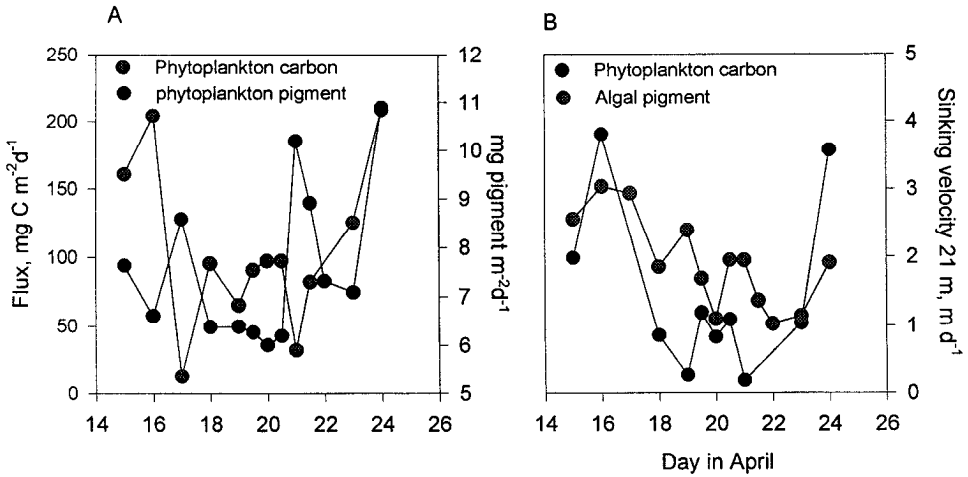 A
250
200
150
100
50
0
Flux, mg C m-2d-1
Phytoplankton carbon
phytoplankton pigment
12
11
10
9
8
7
6
5
mg pigment m-2d-1
14 16 18 20 22 24 26
B
Phytoplankton carbon
Algal pigment
5
4
3
2
1
0
Sinking velocity 21 m, m d-1
14 16 18 20 22 24 26
Day in April